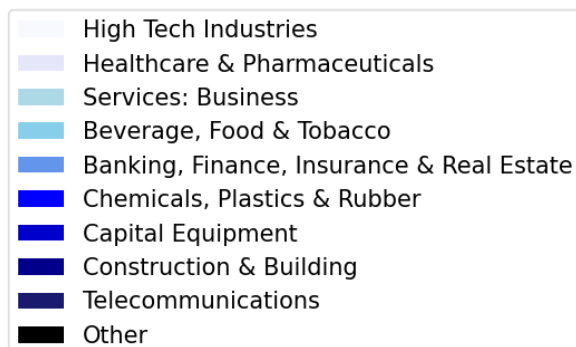 High Tech Industries
Healthcare & Pharmaceuticals
Services: Business
Beverage, Food & Tobacco
Banking, Finance, Insurance & Real Estate
Chemicals, Plastics & Rubber
Capital Equipment
Construction & Building
Telecommunications
Other